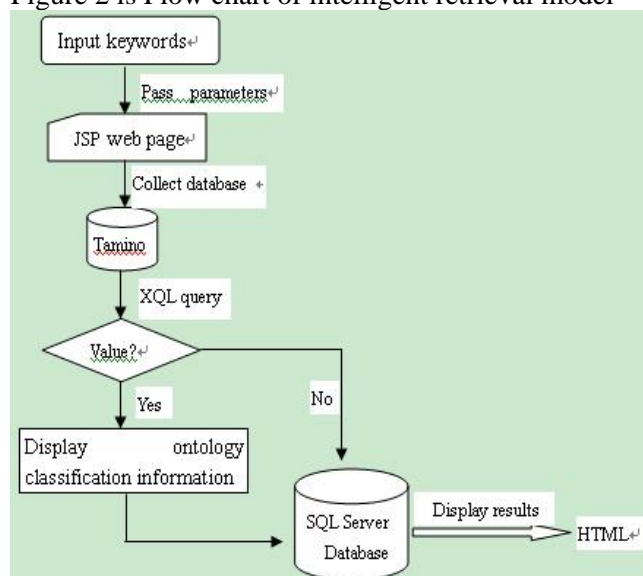 Figure 2 is Flow chart of intelligent retrieval model
Input keywords
Pass parameters
JSP web page
Collect database
Tamino
XQL query
Value?
Yes
No
Display ontology
classification information
SQL Server
Database
Display results
HTML